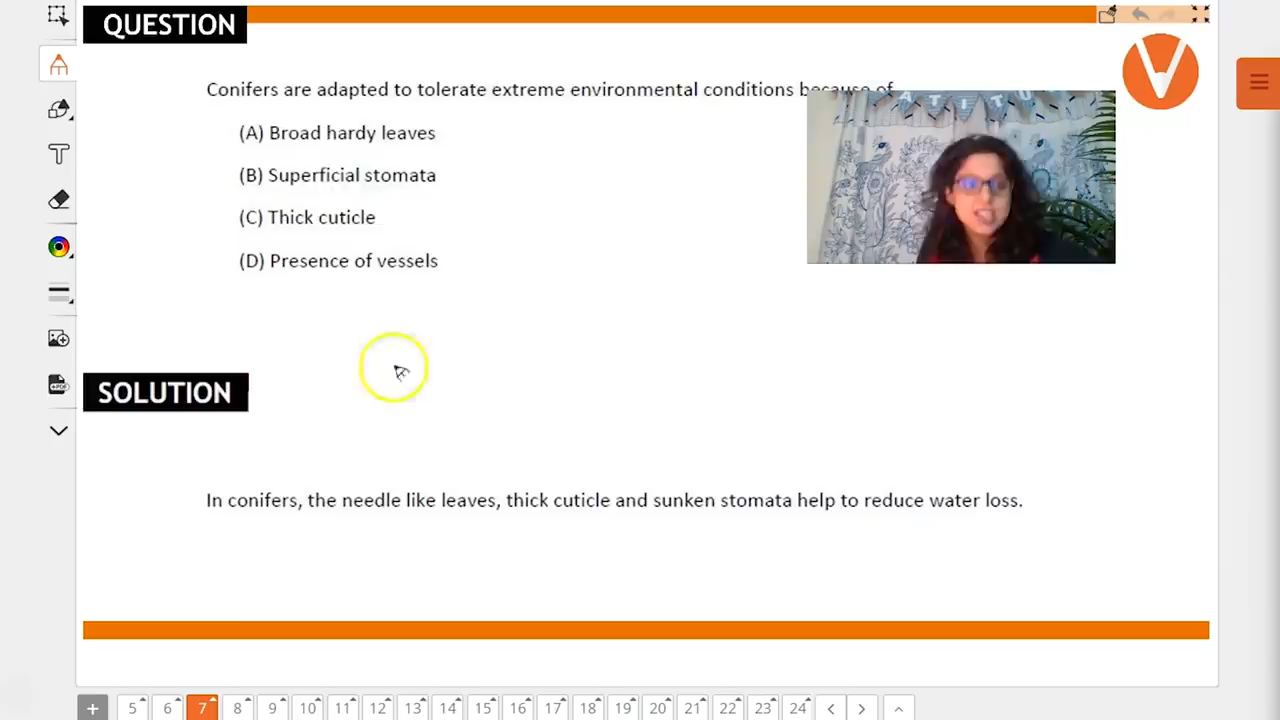 QUESTION
Conifers are adapted to tolerate extreme environmental conditions because of
(A) Broad hardy leaves
(B) Superficial stomata
(C) Thick cuticle
(D) Presence of vessels
SOLUTION
In conifers, the needle like leaves, thick cuticle and sunken stomata help to reduce water loss.
5 6 7 8 9 10 11 12 13 14 15 16 17 18 19 20 21 22 23 24